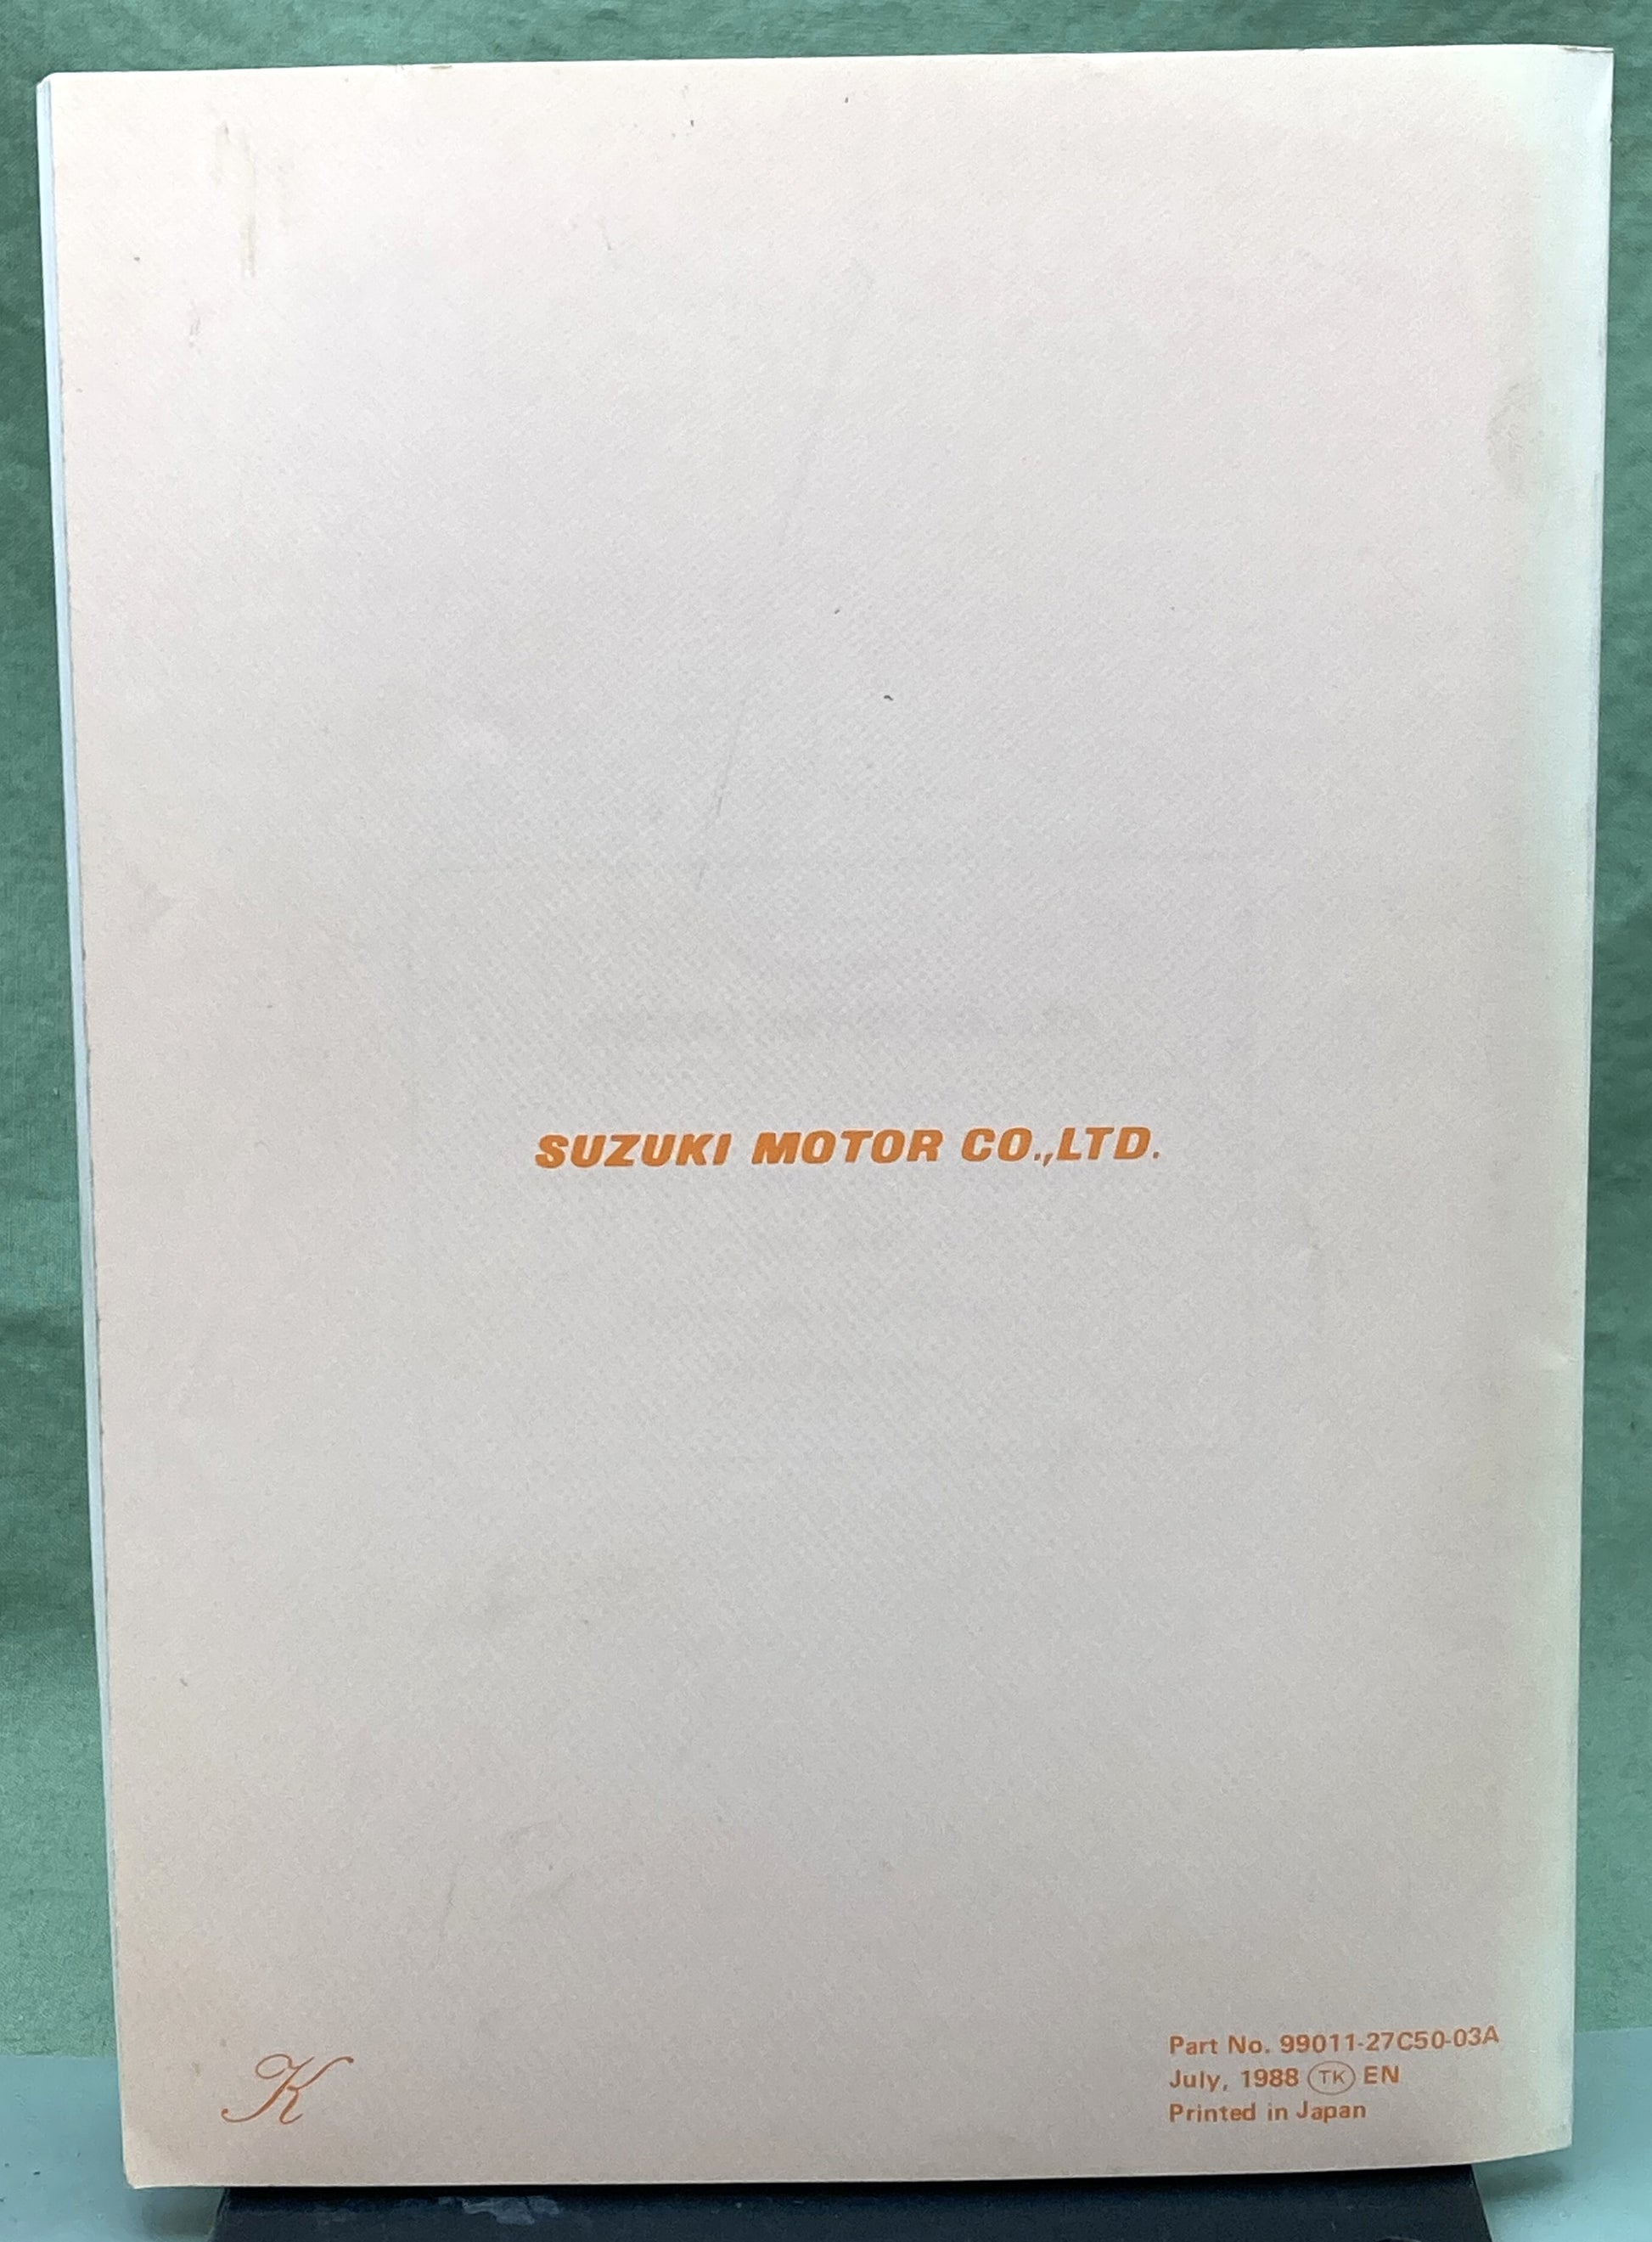 SUZUKI MOTOR CO.,LTD.
K
Part No. 99011-27C50-03A
July, 1988 TK EN
Printed in Japan